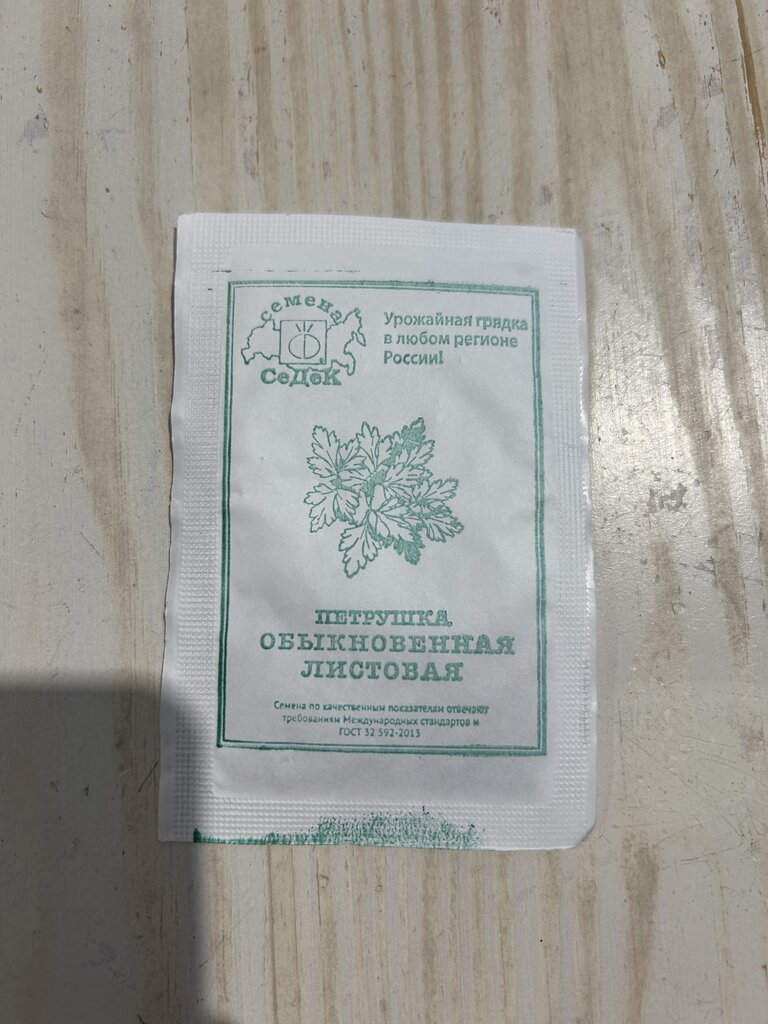 семена
СеДеК
Урожайная грядка
в любом регионе
России!
ПЕТРУШКА
ОБЫКНОВЕННАЯ
ЛИСТОВАЯ
Семена по качественным показателям отвечают
требованиям Международных стандартов и
ГОСТ 32 592-2013